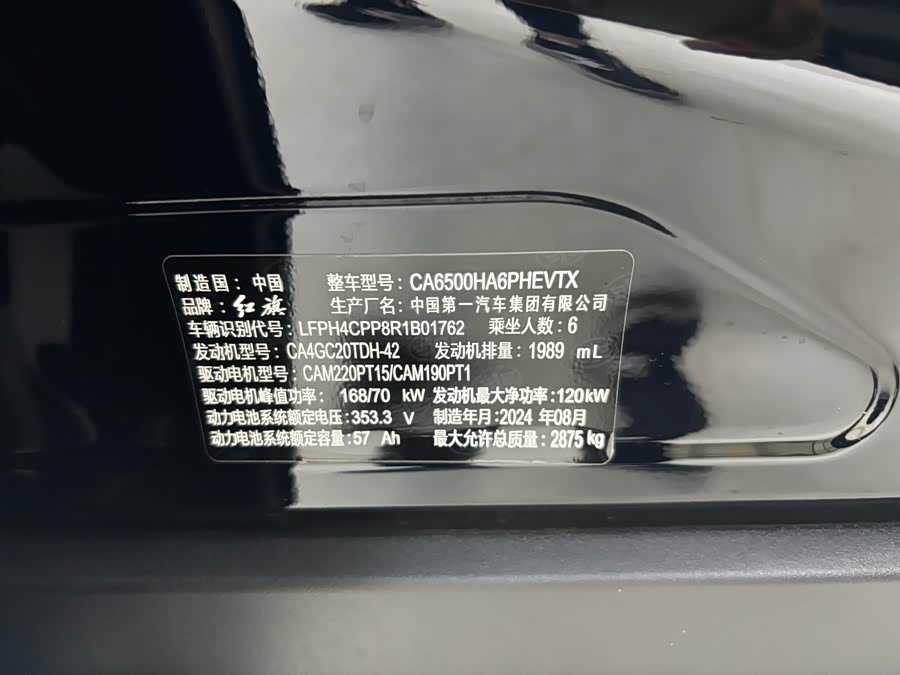 制造国：中国 整车型号：CA6500HA6PHEVTX
品牌：红旗 生产厂名：中国第一汽车集团有限公司
车辆识别代号：LFPH4CPP8R1B01762 乘坐人数：6
发动机型号：CA4GC20TDH-42 发动机排量：1989 mL
驱动电机型号：CAM220PT15/CAM190PT1
驱动电机峰值功率：168/70 kW 发动机最大净功率：120kW
动力电池系统额定电压：353.3 V 制造年月：2024 年08月
动力电池系统额定容量：57 Ah 最大允许总质量：2875kg